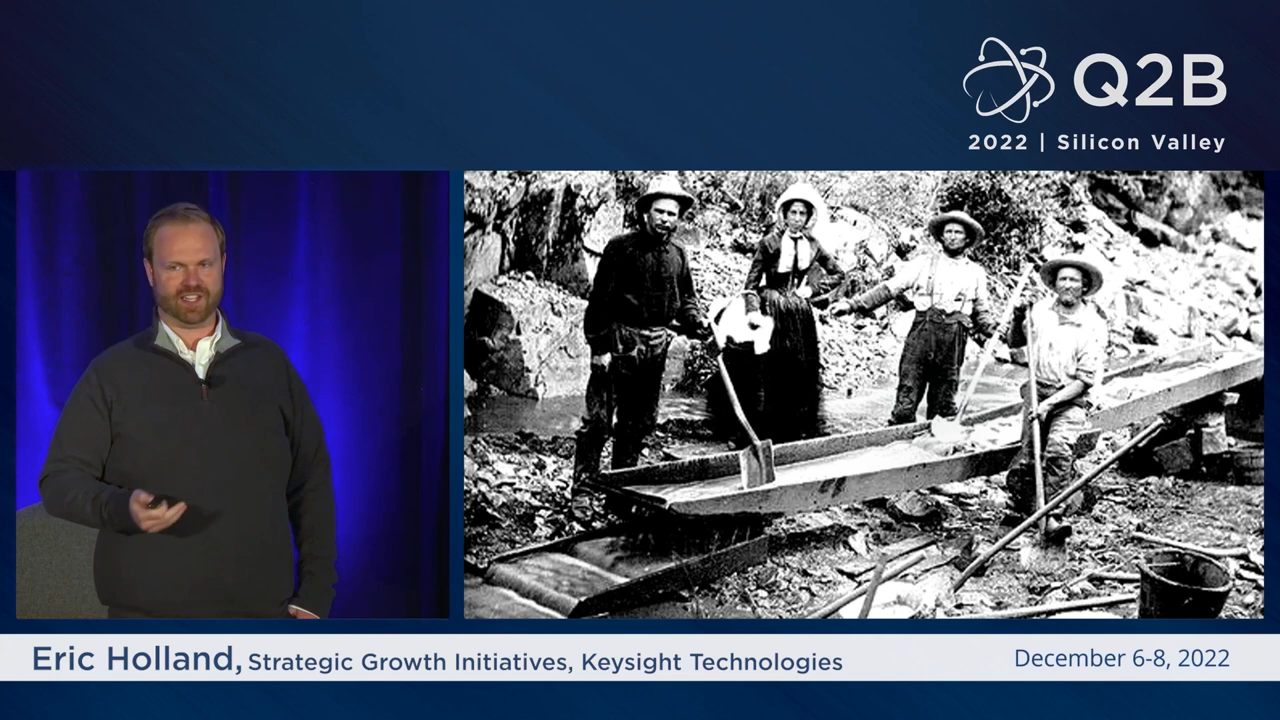 Q2B
2022 | Silicon Valley
Eric Holland, Strategic Growth Initiatives, Keysight Technologies
December 6-8, 2022